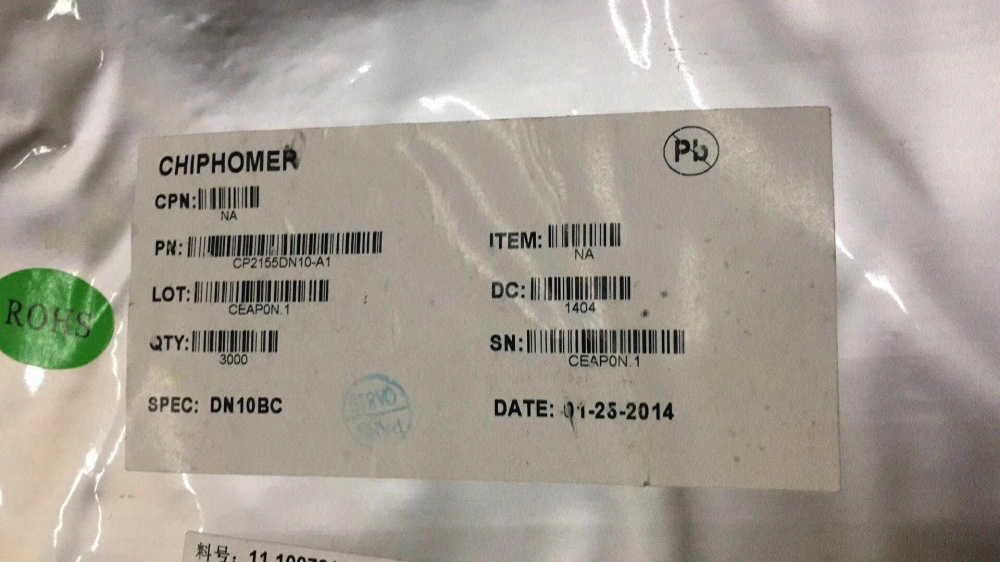 CHIPHOMER
Pb
CPN:
NA
PN:
CP2155DN10-A1
ITEM:
NA
LOT:
CEAP0N.1
DC:
1404
QTY:
3000
SN:
CEAP0N.1
SPEC: DN10BC
DATE: 01-25-2014
ROHS
料号: